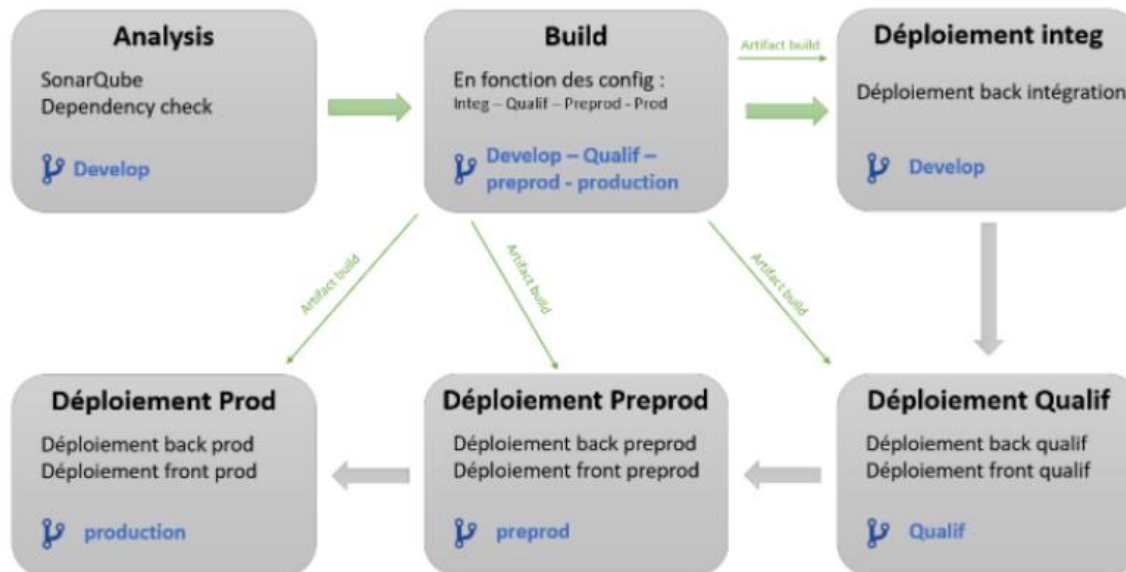 Analysis
SonarQube
Dependency check
Develop
Build
En fonction des config :
Integ – Qualif – Preprod - Prod
Develop – Qualif –
preprod - production
Artifact build
Déploiement integ
Déploiement back intégration
Develop
Artifact build
Artifact build
Artifact build
Déploiement Prod
Déploiement back prod
Déploiement front prod
production
Déploiement Preprod
Déploiement back preprod
Déploiement front preprod
preprod
Déploiement Qualif
Déploiement back qualif
Déploiement front qualif
Qualif